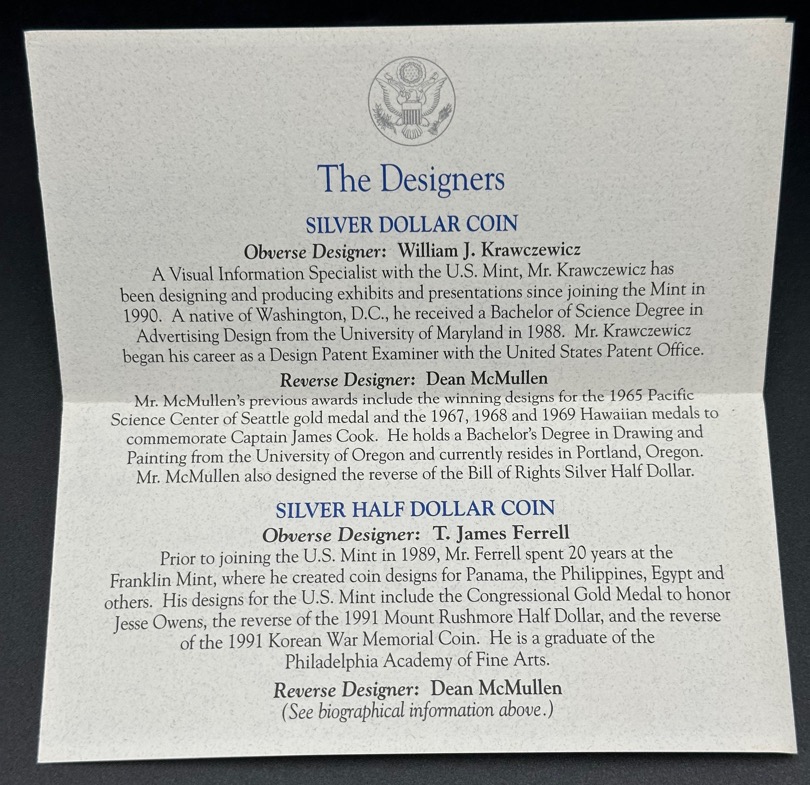 The Designers
SILVER DOLLAR COIN
Obverse Designer: William J. Krawczewicz
A Visual Information Specialist with the U.S. Mint, Mr. Krawczewicz has
been designing and producing exhibits and presentations since joining the Mint in
1990. A native of Washington, D.C., he received a Bachelor of Science Degree in
Advertising Design from the University of Maryland in 1988. Mr. Krawczewicz
began his career as a Design Patent Examiner with the United States Patent Office.
Reverse Designer: Dean McMullen
Mr. McMullen's previous awards include the winning designs for the 1965 Pacific
Science Center of Seattle gold medal and the 1967, 1968 and 1969 Hawaiian medals to
commemorate Captain James Cook. He holds a Bachelor's Degree in Drawing and
Painting from the University of Oregon and currently resides in Portland, Oregon.
Mr. McMullen also designed the reverse of the Bill of Rights Silver Half Dollar.
SILVER HALF DOLLAR COIN
Obverse Designer: T. James Ferrell
Prior to joining the U.S. Mint in 1989, Mr. Ferrell spent 20 years at the
Franklin Mint, where he created coin designs for Panama, the Philippines, Egypt and
others. His designs for the U.S. Mint include the Congressional Gold Medal to honor
Jesse Owens, the reverse of the 1991 Mount Rushmore Half Dollar, and the reverse
of the 1991 Korean War Memorial Coin. He is a graduate of the
Philadelphia Academy of Fine Arts.
Reverse Designer: Dean McMullen
(See biographical information above.)